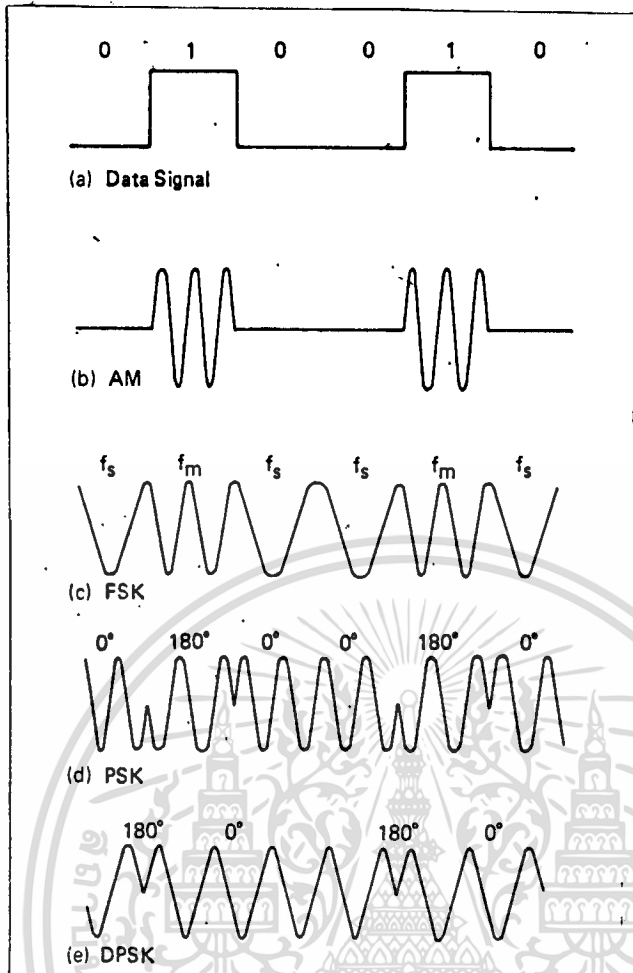 0 1 0 0 1 0
(a) Data Signal
(b) AM
f_s f_m f_s f_s f_m f_s
(c) FSK
0° 180° 0° 0° 180° 0°
(d) PSK
180° 0° 180° 0°
(e) DPSK